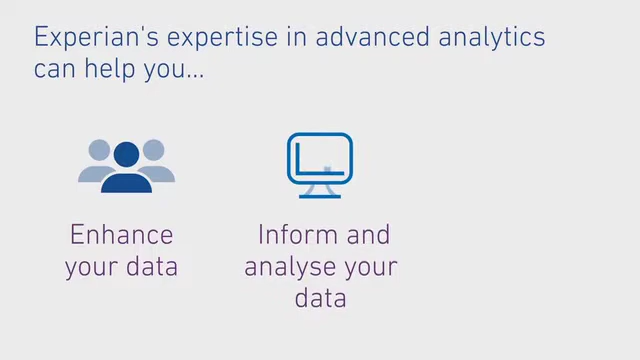 Experian's expertise in advanced analytics
can help you...
Enhance
your data
Inform and
analyse your
data